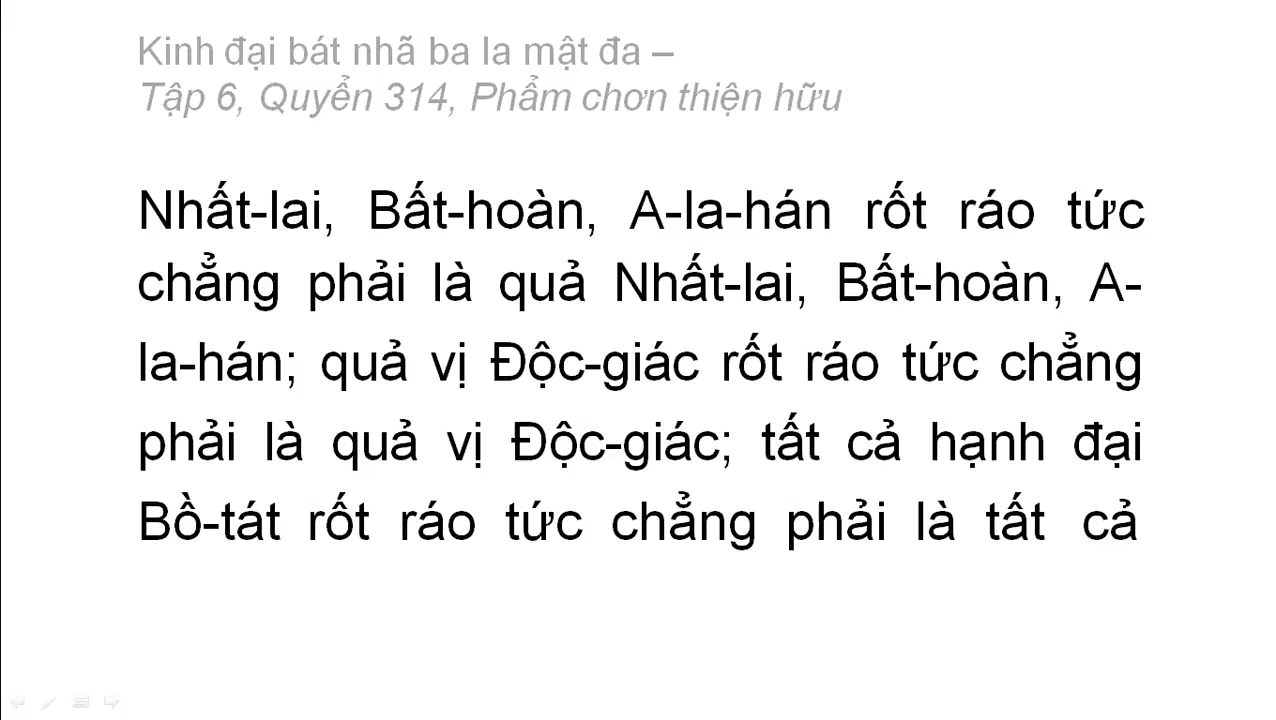 Kinh đại bát nhã ba la mật đa –
Tập 6, Quyển 314, Phẩm chơn thiện hữu
Nhất-lai, Bất-hoàn, A-la-hán rốt ráo tức
chẳng phải là quả Nhất-lai, Bất-hoàn, A-
la-hán; quả vị Độc-giác rốt ráo tức chẳng
phải là quả vị Độc-giác; tất cả hạnh đại
Bồ-tát rốt ráo tức chẳng phải là tất cả